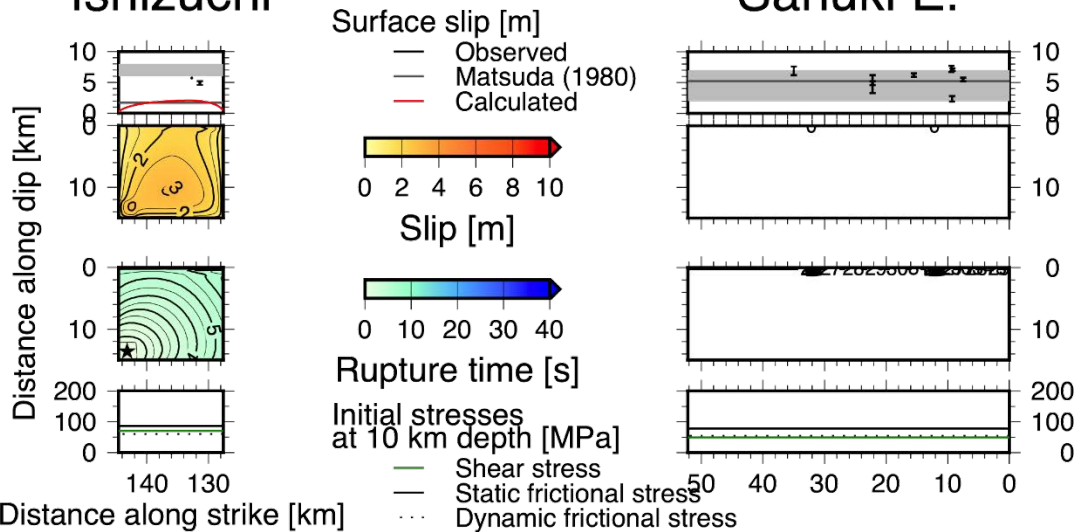 Ishizuchi
Sanuki E.
Surface slip [m]
Observed
Matsuda (1980)
Calculated
10
5
0
0
10
Distance along dip [km]
2
3
2
0
0 2 4 6 8 10
Slip [m]
10
5
0
0
10
0
10
5
0 10 20 30 40
Rupture time [s]
0
10
200
100
0
140 130
Distance along strike [km]
Initial stresses
at 10 km depth [MPa]
Shear stress
Static frictional stress
Dynamic frictional stress
200
100
0
50 40 30 20 10 0